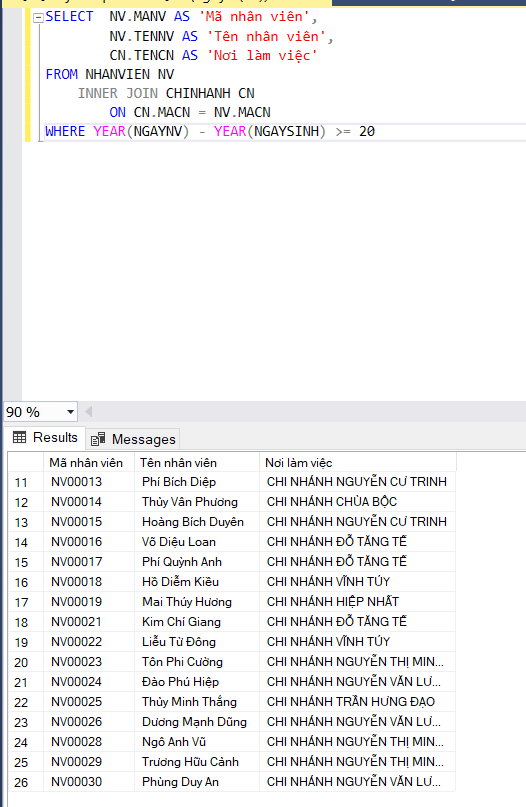 SELECT NV.MANV AS 'Mã nhân viên',
NV.TENNV AS 'Tên nhân viên',
CN.TENCN AS 'Nơi làm việc'
FROM NHANVIEN NV
INNER JOIN CHINHANH CN
ON CN.MACN = NV.MACN
WHERE YEAR(NGAYNV) - YEAR(NGAYSINH) >= 20
90 %
Results Messages
Mã nhân viên Tên nhân viên Nơi làm việc
11 NV00013 Phí Bích Diệp CHI NHÁNH NGUYỄN CƯ TRINH
12 NV00014 Thủy Vân Phương CHI NHÁNH CHÙA BỘC
13 NV00015 Hoàng Bích Duyên CHI NHÁNH NGUYỄN CƯ TRINH
14 NV00016 Võ Diệu Loan CHI NHÁNH ĐỖ TĂNG TẾ
15 NV00017 Phí Quỳnh Anh CHI NHÁNH ĐỖ TĂNG TẾ
16 NV00018 Hồ Diễm Kiều CHI NHÁNH VĨNH TÚY
17 NV00019 Mai Thúy Hương CHI NHÁNH HIỆP NHẤT
18 NV00021 Kim Chí Giang CHI NHÁNH ĐỖ TĂNG TẾ
19 NV00022 Liễu Từ Đông CHI NHÁNH VĨNH TÚY
20 NV00023 Tôn Phi Cường CHI NHÁNH NGUYỄN THỊ MIN...
21 NV00024 Đào Phú Hiệp CHI NHÁNH NGUYỄN VĂN LƯ...
22 NV00025 Thủy Minh Thắng CHI NHÁNH TRẦN HƯNG ĐẠO
23 NV00026 Dương Mạnh Dũng CHI NHÁNH NGUYỄN VĂN LƯ...
24 NV00028 Ngô Anh Vũ CHI NHÁNH NGUYỄN THỊ MIN...
25 NV00029 Trương Hữu Cảnh CHI NHÁNH NGUYỄN THỊ MIN...
26 NV00030 Phùng Duy An CHI NHÁNH NGUYỄN VĂN LƯ...